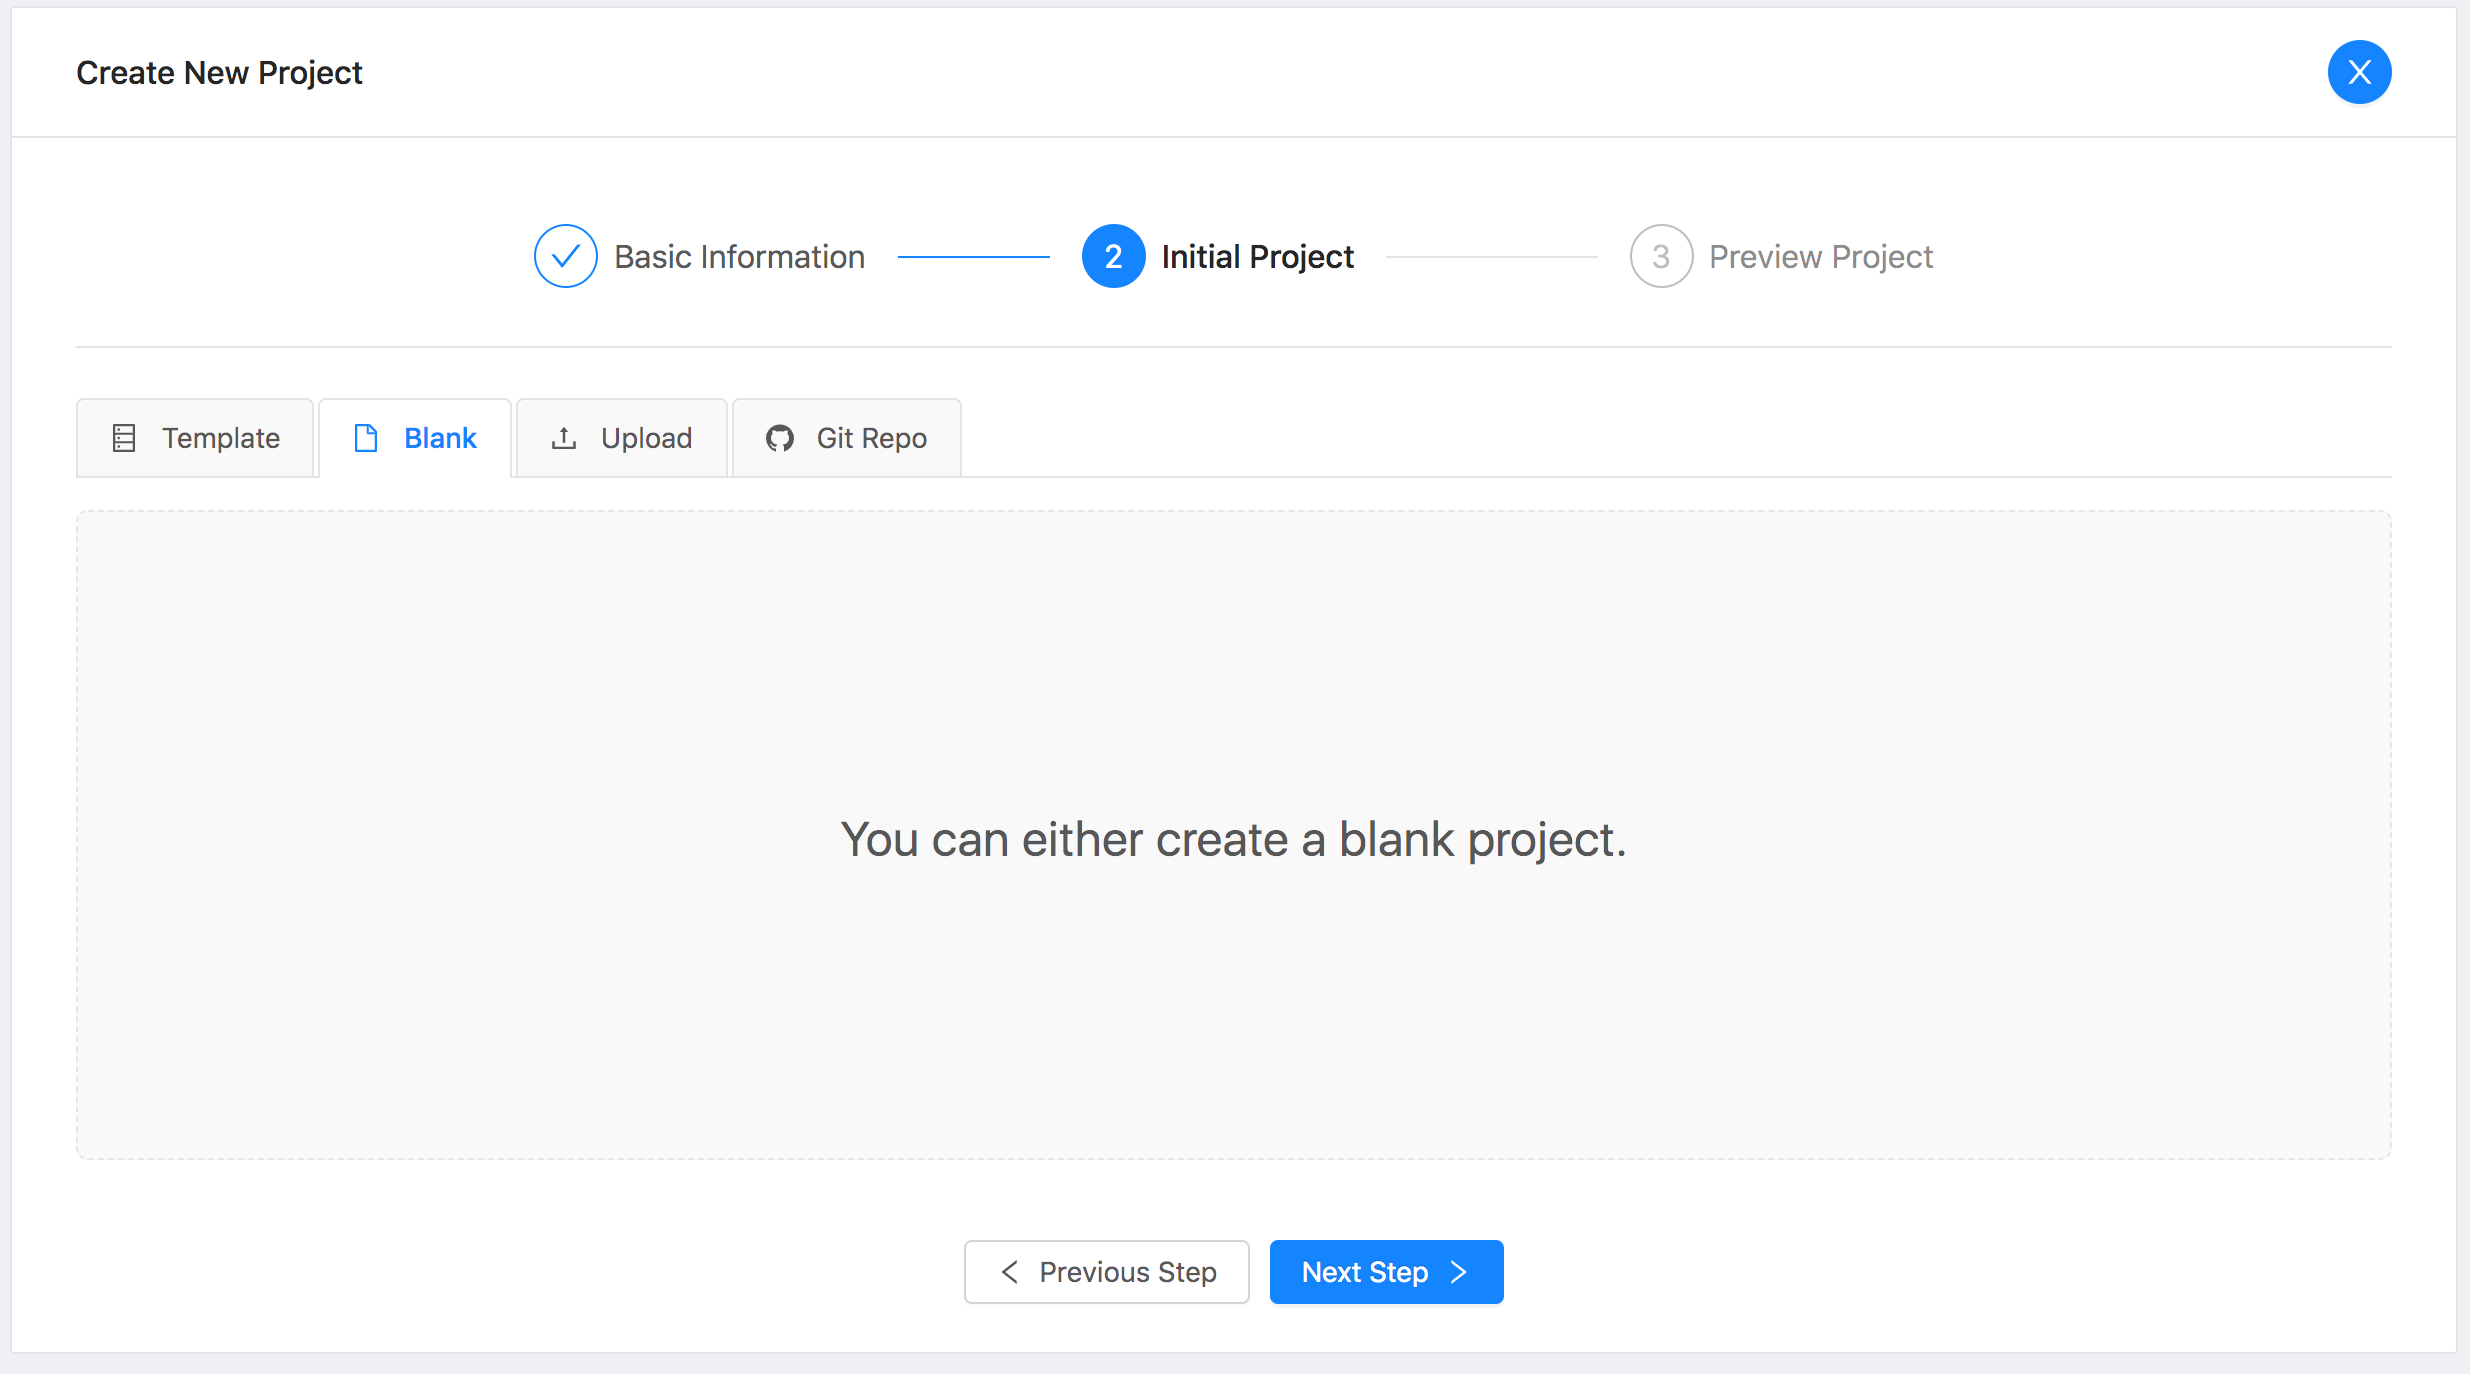 Create New Project
Basic Information
2 Initial Project
3 Preview Project
Template
Blank
Upload
Git Repo
You can either create a blank project.
Previous Step
Next Step